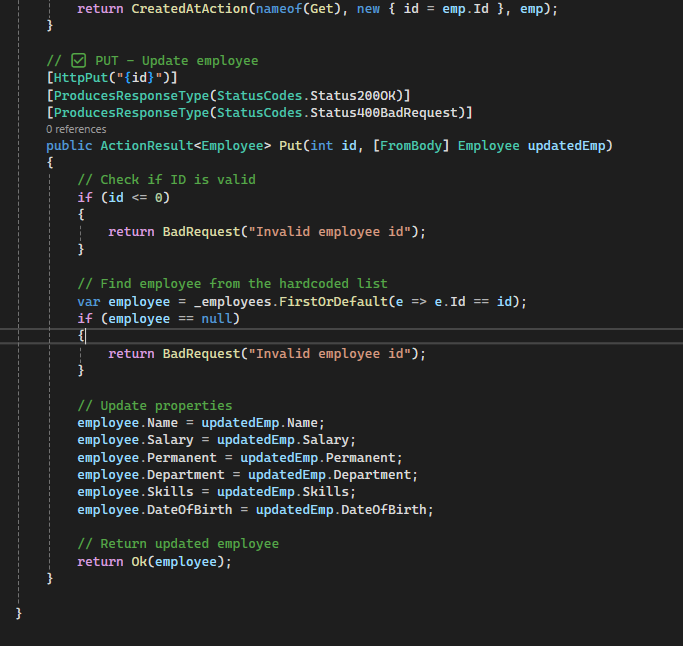 return CreatedAtAction(nameof(Get), new { id = emp.Id }, emp);
}
// ✅ PUT – Update employee
[HttpPut("{id}")]
[ProducesResponseType(StatusCodes.Status200OK)]
[ProducesResponseType(StatusCodes.Status400BadRequest)]
0 references
public ActionResult<Employee> Put(int id, [FromBody] Employee updatedEmp)
{
// Check if ID is valid
if (id <= 0)
{
return BadRequest("Invalid employee id");
}
// Find employee from the hardcoded list
var employee = _employees.FirstOrDefault(e => e.Id == id);
if (employee == null)
{
return BadRequest("Invalid employee id");
}
// Update properties
employee.Name = updatedEmp.Name;
employee.Salary = updatedEmp.Salary;
employee.Permanent = updatedEmp.Permanent;
employee.Department = updatedEmp.Department;
employee.Skills = updatedEmp.Skills;
employee.DateOfBirth = updatedEmp.DateOfBirth;
// Return updated employee
return Ok(employee);
}
}